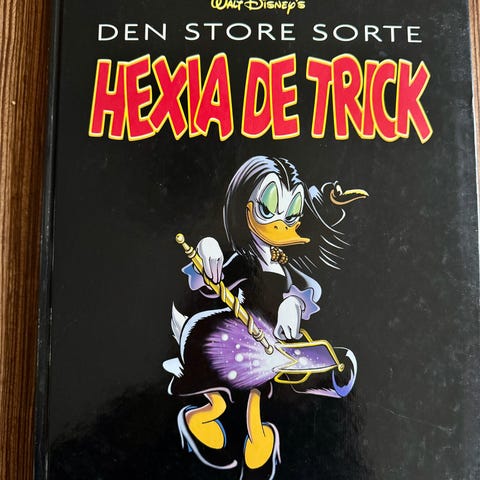 Walt Disney's
DEN STORE SORTE
HEXIA DE TRICK